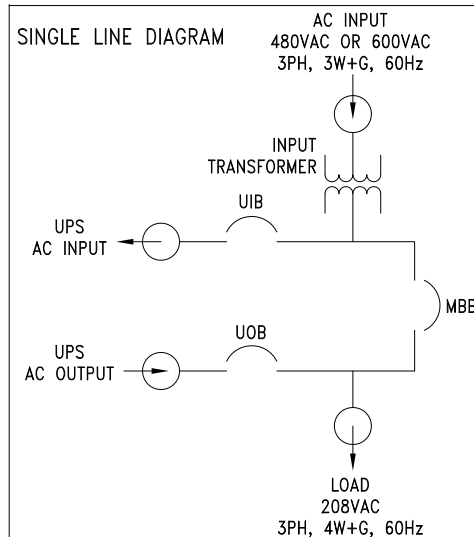 SINGLE LINE DIAGRAM
AC INPUT
480VAC OR 600VAC
3PH, 3W+G, 60Hz
INPUT
TRANSFORMER
UIB
UPS
AC INPUT
MBB
UOB
UPS
AC OUTPUT
LOAD
208VAC
3PH, 4W+G, 60Hz